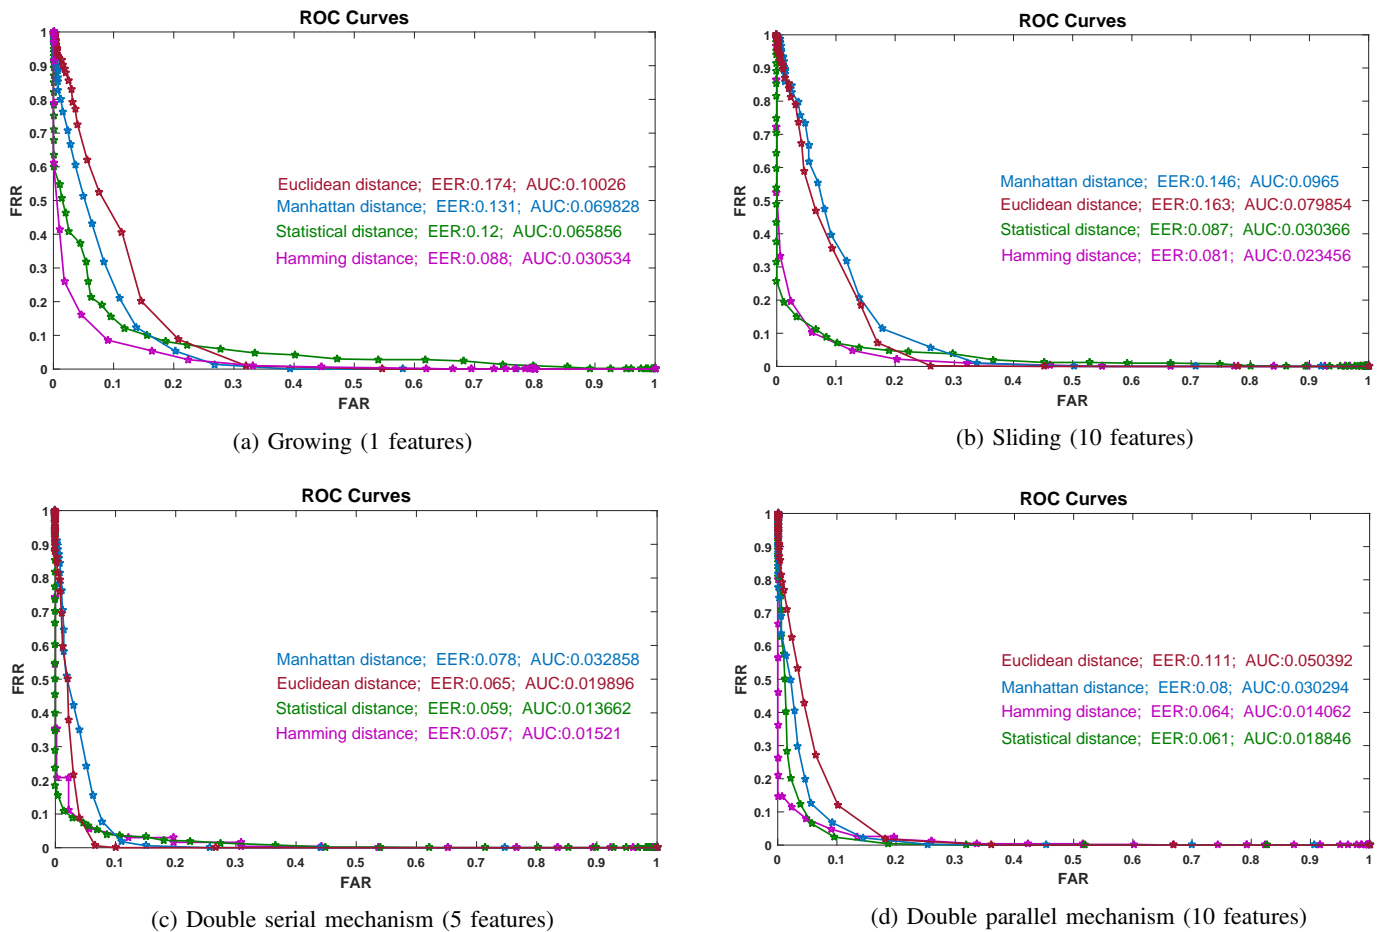 ROC Curves
1
0.9
0.8
0.7
0.6
0.5
0.4
0.3
0.2
0.1
0
FRR
Euclidean distance; EER:0.174; AUC:0.10026
Manhattan distance; EER:0.131; AUC:0.069828
Statistical distance; EER:0.12; AUC:0.065856
Hamming distance; EER:0.088; AUC:0.030534
0 0.1 0.2 0.3 0.4 0.5 0.6 0.7 0.8 0.9 1
FAR
(a) Growing (1 features)
ROC Curves
1
0.9
0.8
0.7
0.6
0.5
0.4
0.3
0.2
0.1
0
FRR
Manhattan distance; EER:0.146; AUC:0.0965
Euclidean distance; EER:0.163; AUC:0.079854
Statistical distance; EER:0.087; AUC:0.030366
Hamming distance; EER:0.081; AUC:0.023456
0 0.1 0.2 0.3 0.4 0.5 0.6 0.7 0.8 0.9 1
FAR
(b) Sliding (10 features)
ROC Curves
1
0.9
0.8
0.7
0.6
0.5
0.4
0.3
0.2
0.1
0
FRR
Manhattan distance; EER:0.078; AUC:0.032858
Euclidean distance; EER:0.065; AUC:0.019896
Statistical distance; EER:0.059; AUC:0.013662
Hamming distance; EER:0.057; AUC:0.01521
0 0.1 0.2 0.3 0.4 0.5 0.6 0.7 0.8 0.9 1
FAR
(c) Double serial mechanism (5 features)
ROC Curves
1
0.9
0.8
0.7
0.6
0.5
0.4
0.3
0.2
0.1
0
FRR
Euclidean distance; EER:0.111; AUC:0.050392
Manhattan distance; EER:0.08; AUC:0.030294
Hamming distance; EER:0.064; AUC:0.014062
Statistical distance; EER:0.061; AUC:0.018846
0 0.1 0.2 0.3 0.4 0.5 0.6 0.7 0.8 0.9 1
FAR
(d) Double parallel mechanism (10 features)